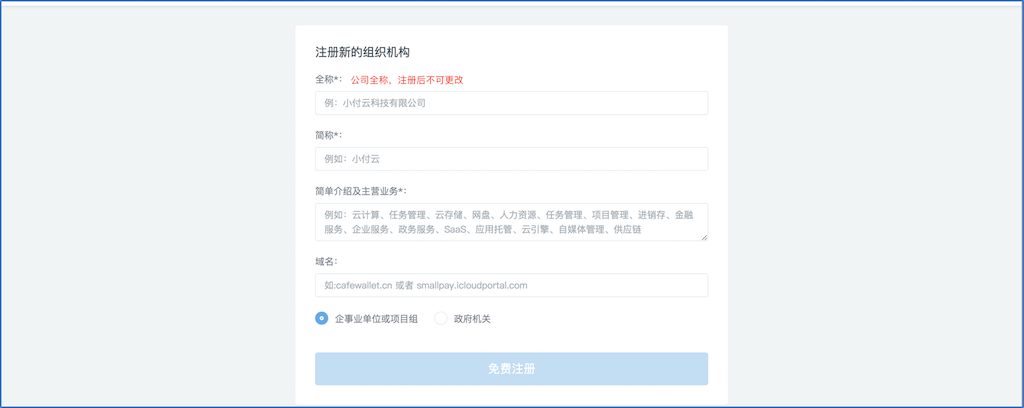 注册新的组织机构
全称*： 公司全称，注册后不可更改
例：小付云科技有限公司
简称*：
例如：小付云
简单介绍及主营业务*：
例如：云计算、任务管理、云存储、网盘、人力资源、任务管理、项目管理、进销存、金融
服务、企业服务、政务服务、SaaS、应用托管、云引擎、自媒体管理、供应链
域名：
如:cafewallet.cn 或者 smallpay.icloudportal.com
企事业单位或项目组 政府机关
免费注册